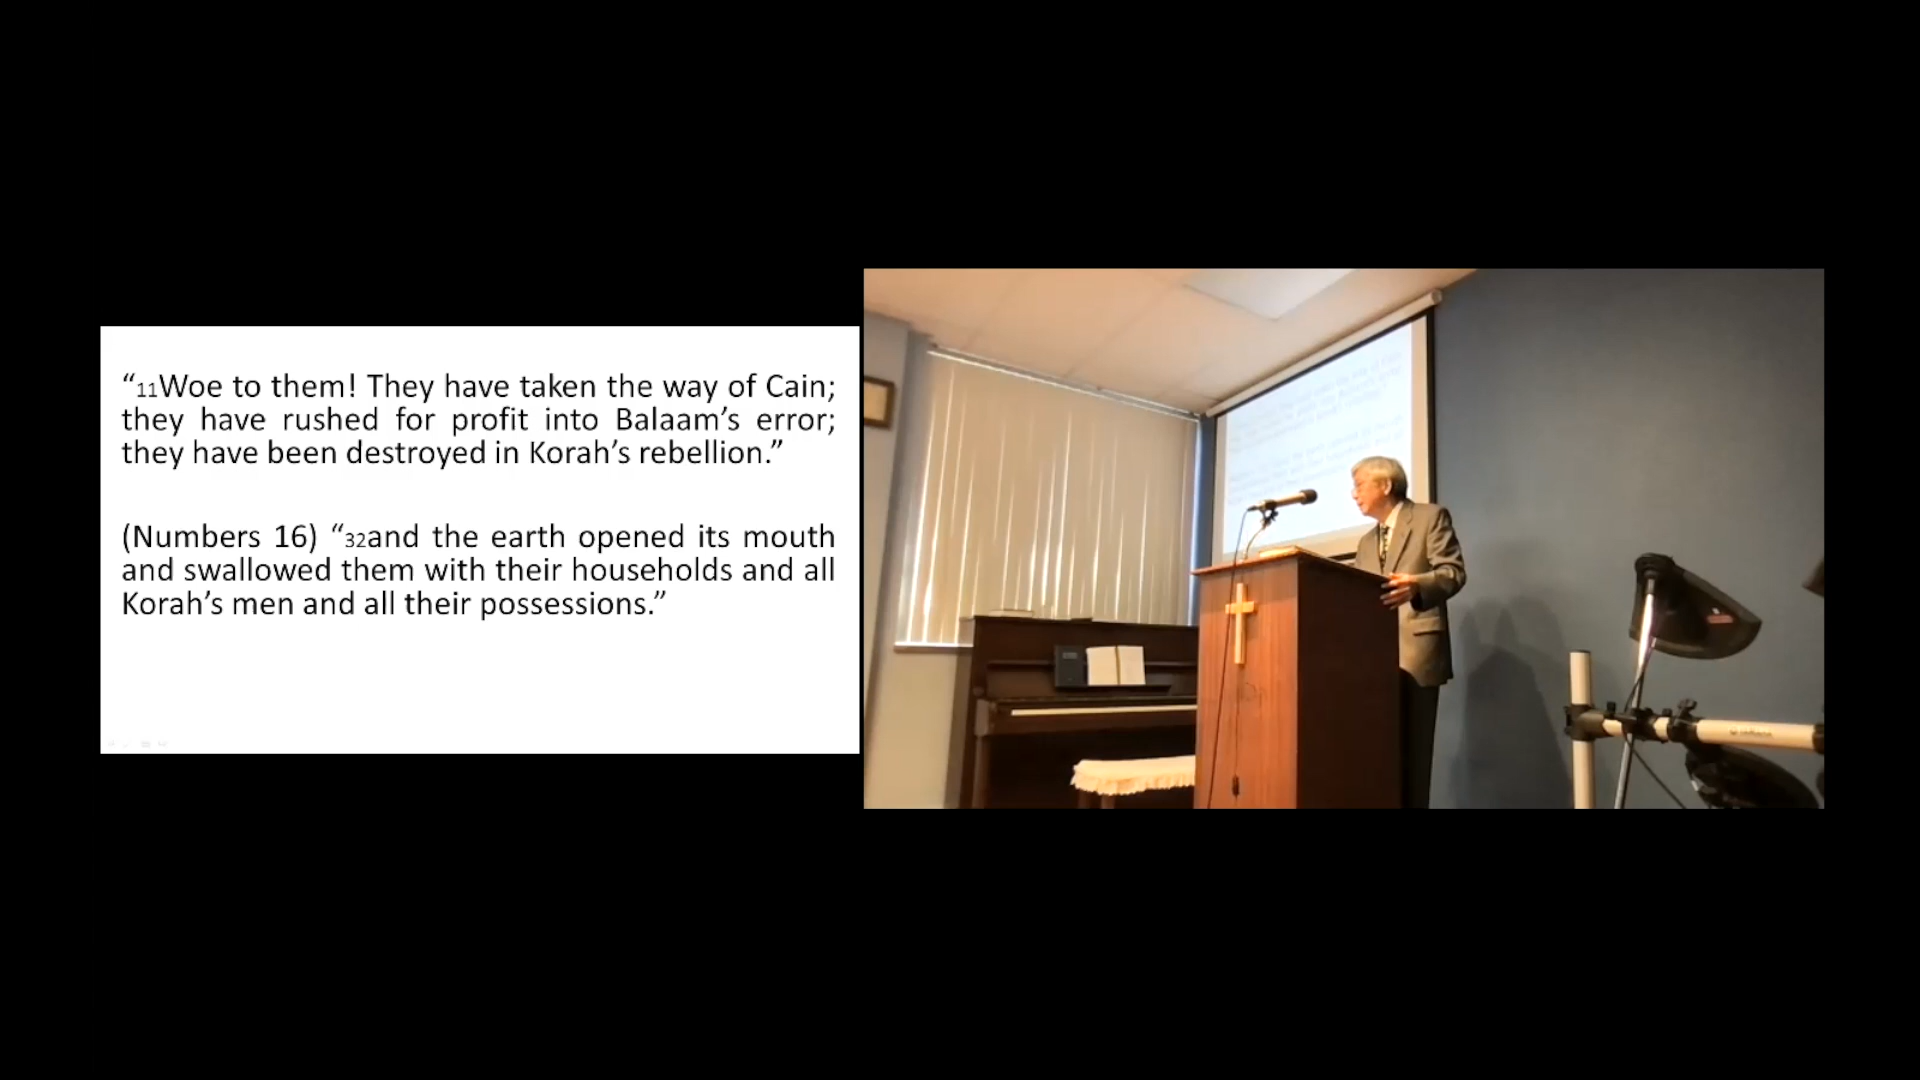 “11Woe to them! They have taken the way of Cain;
they have rushed for profit into Balaam’s error;
they have been destroyed in Korah’s rebellion.”
(Numbers 16) “32and the earth opened its mouth
and swallowed them with their households and all
Korah’s men and all their possessions.”